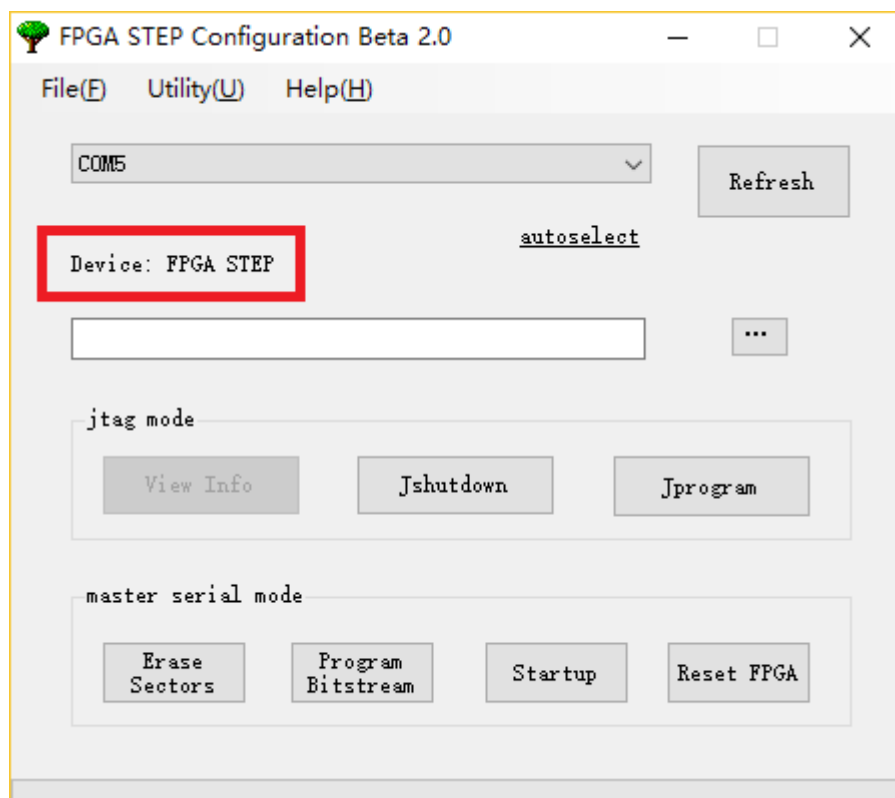 FPGA STEP Configuration Beta 2.0
File(F) Utility(U) Help(H)
COM5
Refresh
autoselect
Device: FPGA STEP
...
jtag mode
View Info Jshutdown Jprogram
master serial mode
Erase
Sectors
Program
Bitstream
Startup
Reset FPGA